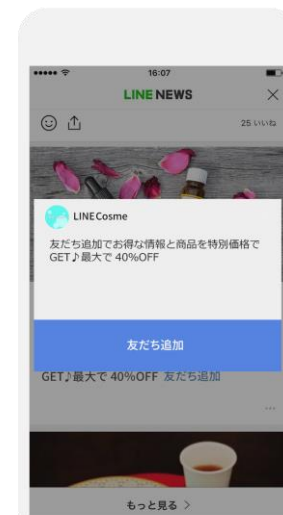 16:07
LINE NEWS
25 いいね
LINECosme
友だち追加でお得な情報と商品を特別価格で
GET♪最大で 40%OFF
友だち追加
GET♪最大で 40%OFF 友だち追加
もっと見る